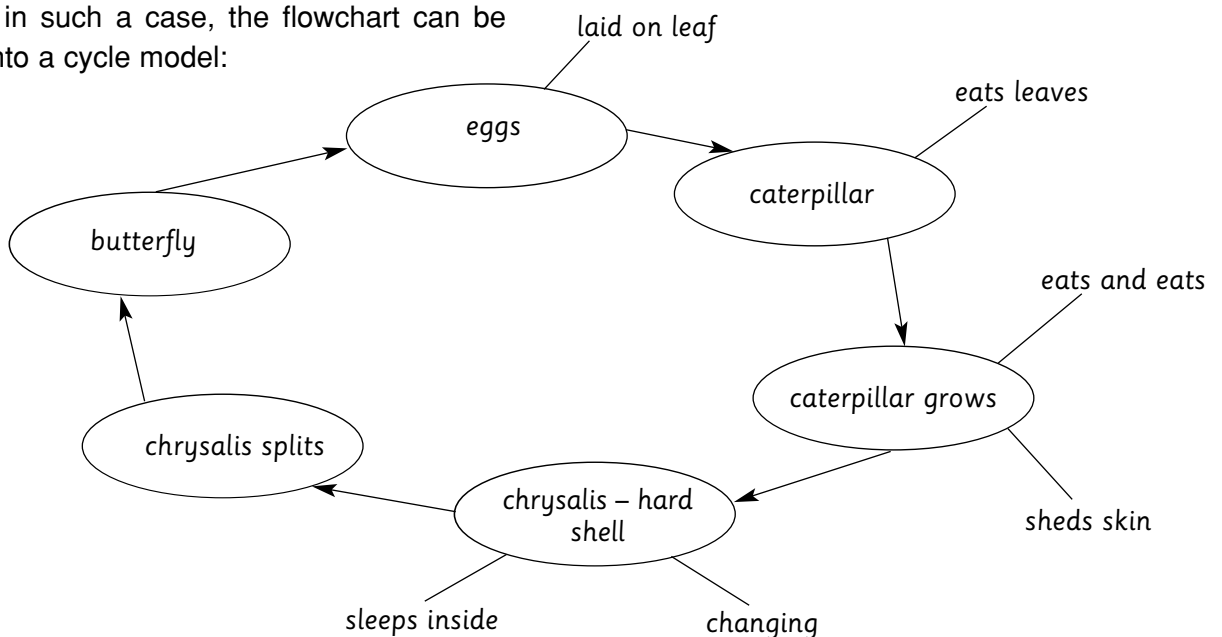 in such a case, the flowchart can be
nto a cycle model:
laid on leaf
eggs
eats leaves
caterpillar
eats and eats
caterpillar grows
sheds skin
chrysalis – hard
shell
sleeps inside
changing
chrysalis splits
butterfly